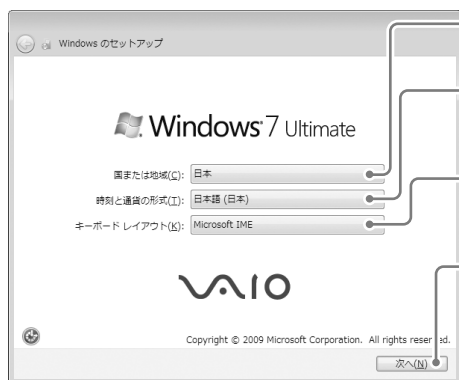 Windows のセットアップ
Windows 7 Ultimate
国または地域(C): 日本
時刻と通貨の形式(T): 日本語 (日本)
キーボード レイアウト(K): Microsoft IME
VAIO
Copyright © 2009 Microsoft Corporation. All rights reserved.
次へ(N)